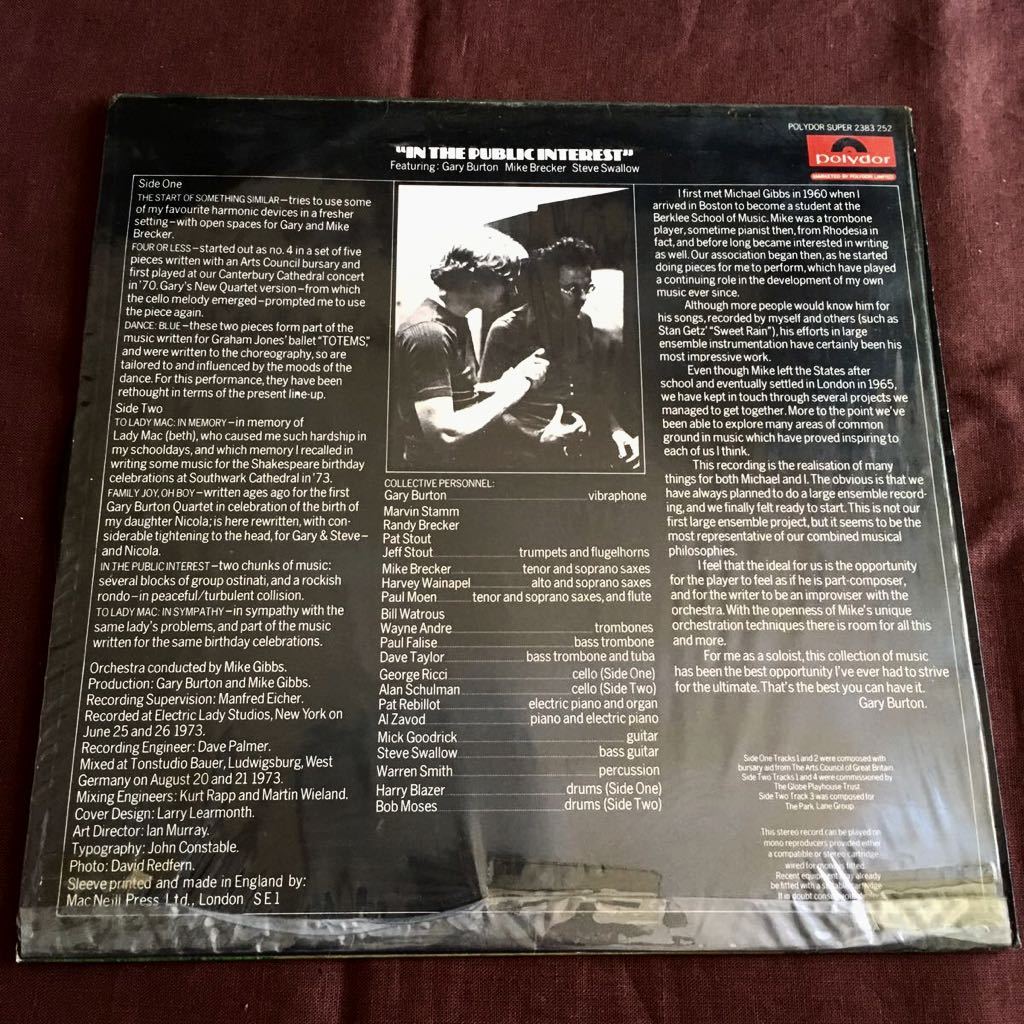 POLYDOR SUPER 2383 252
polydor
MARKETED BY POLYDOR LIMITED
"IN THE PUBLIC INTEREST"
Featuring: Gary Burton Mike Brecker Steve Swallow
Side One
THE START OF SOMETHING SIMILAR–tries to use some
of my favourite harmonic devices in a fresher
setting–with open spaces for Gary and Mike
Brecker.
FOUR OR LESS–started out as no. 4 in a set of five
pieces written with an Arts Council bursary and
first played at our Canterbury Cathedral concert
in '70. Gary's New Quartet version–from which
the cello melody emerged–prompted me to use
the piece again.
DANCE: BLUE–these two pieces form part of the
music written for Graham Jones' ballet "TOTEMS,"
and were written to the choreography, so are
tailored to and influenced by the moods of the
dance. For this performance, they have been
rethought in terms of the present line-up.
Side Two
TO LADY MAC: IN MEMORY–in memory of
Lady Mac (beth), who caused me such hardship in
my schooldays, and which memory I recalled in
writing some music for the Shakespeare birthday
celebrations at Southwark Cathedral in '73.
FAMILY JOY, OH BOY–written ages ago for the first
Gary Burton Quartet in celebration of the birth of
my daughter Nicola; is here rewritten, with con-
siderable tightening to the head, for Gary & Steve–
and Nicola.
IN THE PUBLIC INTEREST–two chunks of music:
several blocks of group ostinati, and a rockish
rondo–in peaceful/turbulent collision.
TO LADY MAC: IN SYMPATHY–in sympathy with the
same lady's problems, and part of the music
written for the same birthday celebrations.
Orchestra conducted by Mike Gibbs.
Production: Gary Burton and Mike Gibbs.
Recording Supervision: Manfred Eicher.
Recorded at Electric Lady Studios, New York on
June 25 and 26 1973.
Recording Engineer: Dave Palmer.
Mixed at Tonstudio Bauer, Ludwigsburg, West
Germany on August 20 and 21 1973.
Mixing Engineers: Kurt Rapp and Martin Wieland.
Cover Design: Larry Learmonth.
Art Director: Ian Murray.
Typography: John Constable.
Photo: David Redfern.
Sleeve printed and made in England by:
Mac Neill Press Ltd., London SE1
COLLECTIVE PERSONNEL:
Gary Burton vibraphone
Marvin Stamm
Randy Brecker
Pat Stout
Jeff Stout trumpets and flugelhorns
Mike Brecker tenor and soprano saxes
Harvey Wainapel alto and soprano saxes
Paul Moen tenor and soprano saxes, and flute
Bill Watrous
Wayne Andre trombones
Paul Falise bass trombone
Dave Taylor bass trombone and tuba
George Ricci cello (Side One)
Alan Schulman cello (Side Two)
Pat Rebillot electric piano and organ
Al Zavod piano and electric piano
Mick Goodrick guitar
Steve Swallow bass guitar
Warren Smith percussion
Harry Blazer drums (Side One)
Bob Moses drums (Side Two)
I first met Michael Gibbs in 1960 when I
arrived in Boston to become a student at the
Berklee School of Music. Mike was a trombone
player, sometime pianist then, from Rhodesia in
fact, and before long became interested in writing
as well. Our association began then, as he started
doing pieces for me to perform, which have played
a continuing role in the development of my own
music ever since.
Although more people would know him for
his songs, recorded by myself and others (such as
Stan Getz' "Sweet Rain"), his efforts in large
ensemble instrumentation have certainly been his
most impressive work.
Even though Mike left the States after
school and eventually settled in London in 1965,
we have kept in touch through several projects we
managed to get together. More to the point we've
been able to explore many areas of common
ground in music which have proved inspiring to
each of us I think.
This recording is the realisation of many
things for both Michael and I. The obvious is that we
have always planned to do a large ensemble record-
ing, and we finally felt ready to start. This is not our
first large ensemble project, but it seems to be the
most representative of our combined musical
philosophies.
I feel that the ideal for us is the opportunity
for the player to feel as if he is part-composer,
and for the writer to be an improviser with the
orchestra. With the openness of Mike's unique
orchestration techniques there is room for all this
and more.
For me as a soloist, this collection of music
has been the best opportunity I've ever had to strive
for the ultimate. That's the best you can have it.
Gary Burton.
Side One Tracks 1 and 2 were composed with
bursary aid from The Arts Council of Great Britain.
Side Two Tracks 1 and 4 were commissioned by
The Globe Playhouse Trust.
Side Two Track 3 was composed for
The Park Lane Group
This stereo record can be played on
mono reproducers provided either
a compatible or stereo cartridge
wired for mono is fitted.
Recent equipment may already
be fitted with a suitable cartridge
If in doubt consult